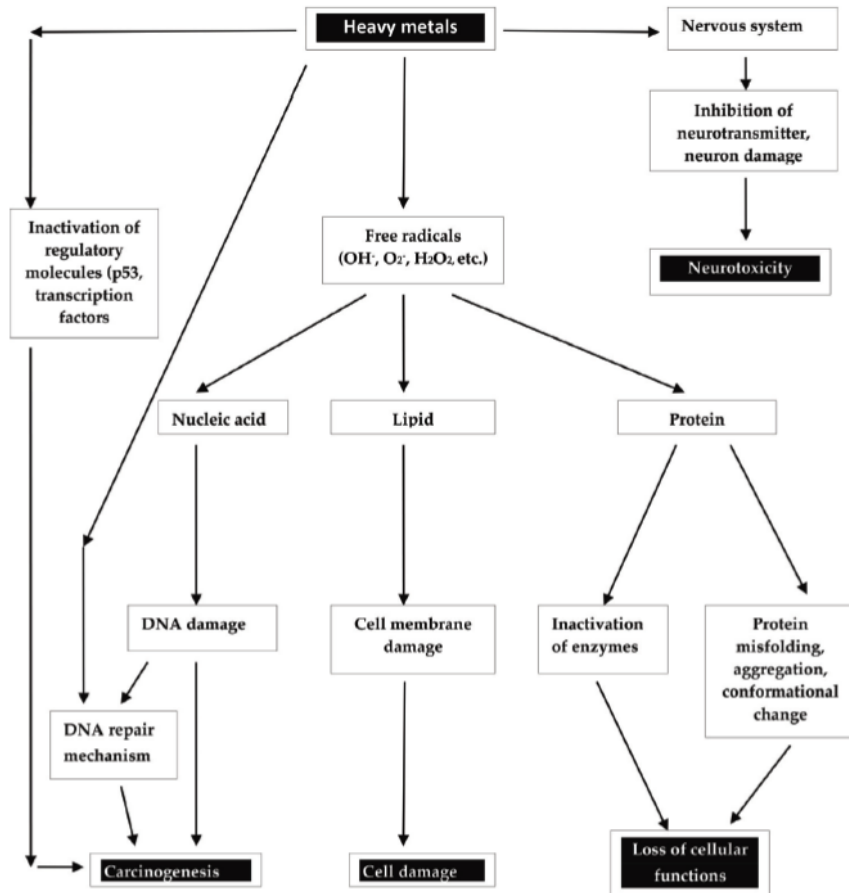 Heavy metals
Nervous system
Inhibition of
neurotransmitter,
neuron damage
Inactivation of
regulatory
molecules (p53,
transcription
factors
Free radicals
(OH·, O₂·, H₂O₂, etc.)
Neurotoxicity
Nucleic acid
Lipid
Protein
DNA damage
Cell membrane
damage
Inactivation
of enzymes
Protein
misfolding,
aggregation,
conformational
change
DNA repair
mechanism
Carcinogenesis
Cell damage
Loss of cellular
functions